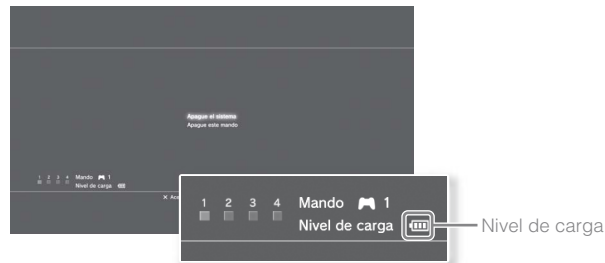 Apague el sistema
Apague este mando
1 2 3 4 Mando 1
Nivel de carga
X
1 2 3 4 Mando 1
Nivel de carga
Nivel de carga